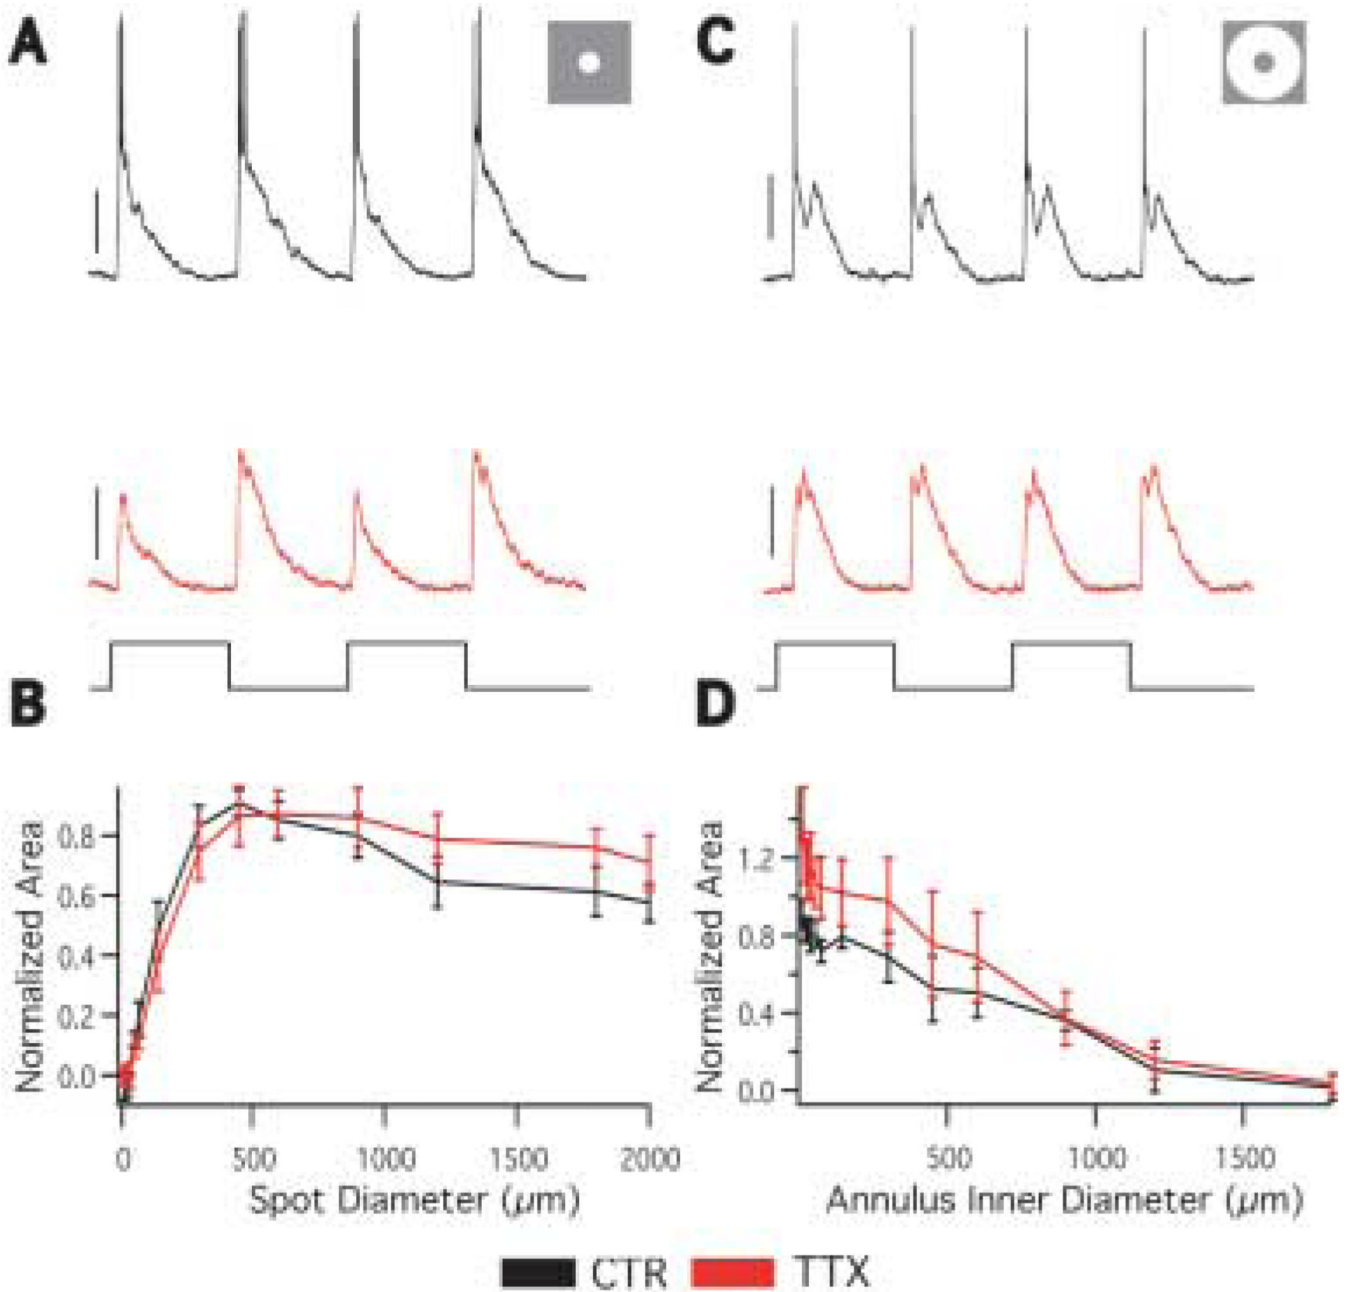 A
C
B
D
Normalized Area
0.8
0.6
0.4
0.2
0.0
0 500 1000 1500 2000
Spot Diameter (µm)
Normalized Area
1.2
0.8
0.4
0.0
500 1000 1500
Annulus Inner Diameter (µm)
CTR TTX